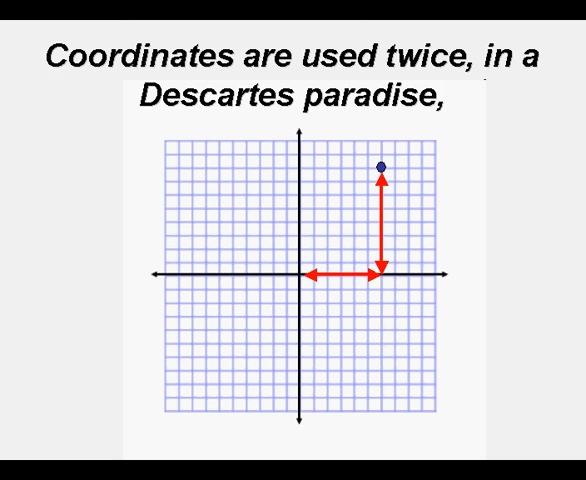 Coordinates are used twice, in a
Descartes paradise,